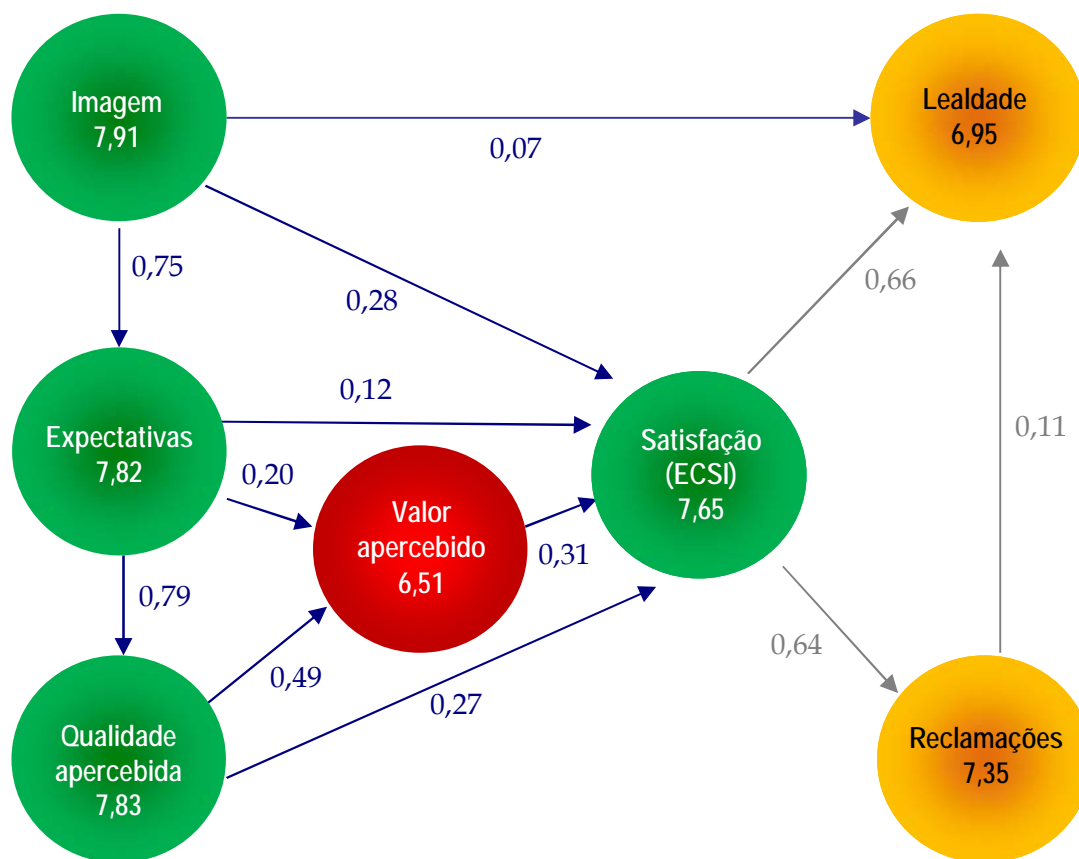 Imagem
7,91
Lealdade
6,95
0,07
0,75
0,28
0,66
0,12
Expectativas
7,82
0,20
Valor
apercebido
6,51
0,31
Satisfação
(ECSI)
7,65
0,11
0,79
0,49
0,27
0,64
Qualidade
apercebida
7,83
Reclamações
7,35